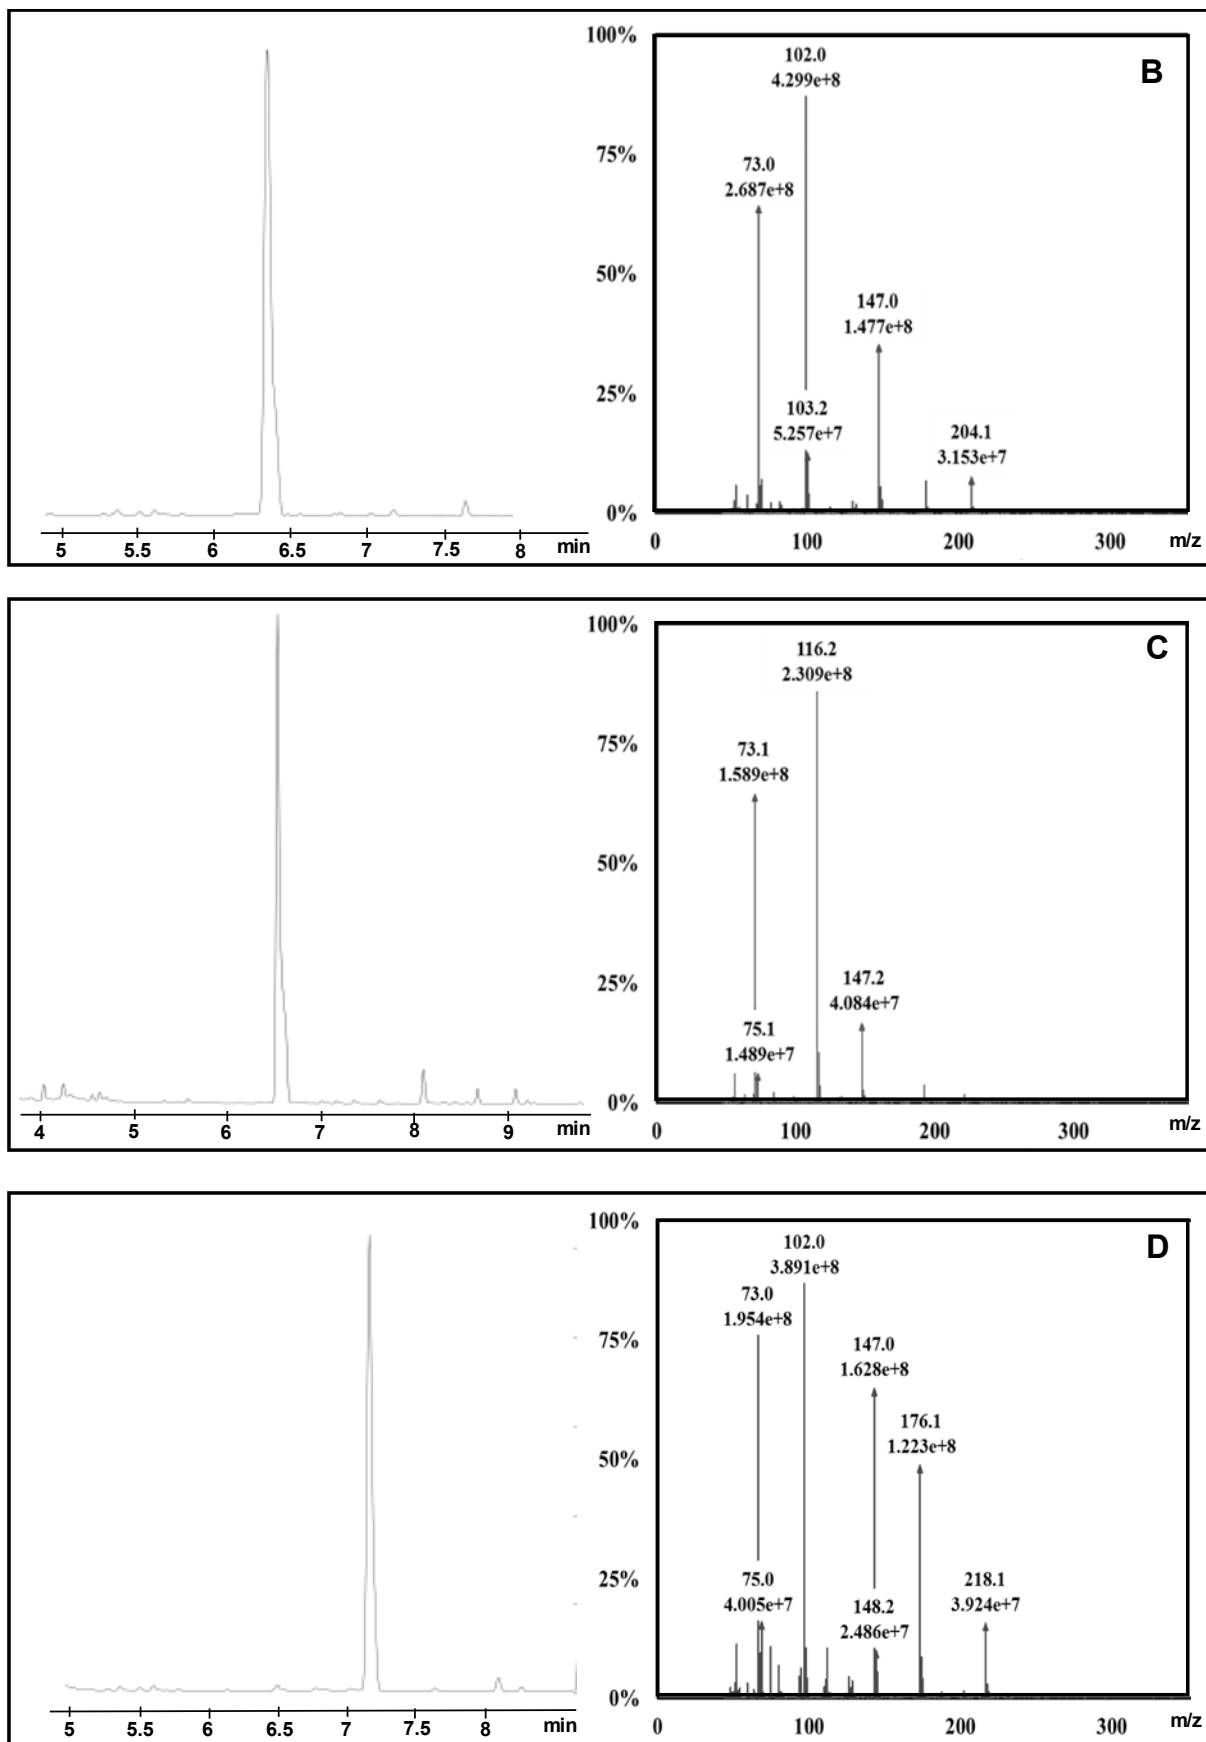 100%
B
102.0
4.299e+8
75%
73.0
2.687e+8
50%
147.0
1.477e+8
25%
103.2
5.257e+7
204.1
3.153e+7
0%
5 5.5 6 6.5 7 7.5 8 min
0 100 200 300 m/z
100%
C
116.2
2.309e+8
75%
73.1
1.589e+8
50%
25%
147.2
4.084e+7
75.1
1.489e+7
0%
4 5 6 7 8 9 min
0 100 200 300 m/z
100%
D
102.0
3.891e+8
73.0
1.954e+8
75%
147.0
1.628e+8
176.1
1.223e+8
50%
25%
75.0
4.005e+7
148.2
2.486e+7
218.1
3.924e+7
0%
5 5.5 6 6.5 7 7.5 8 min
0 100 200 300 m/z